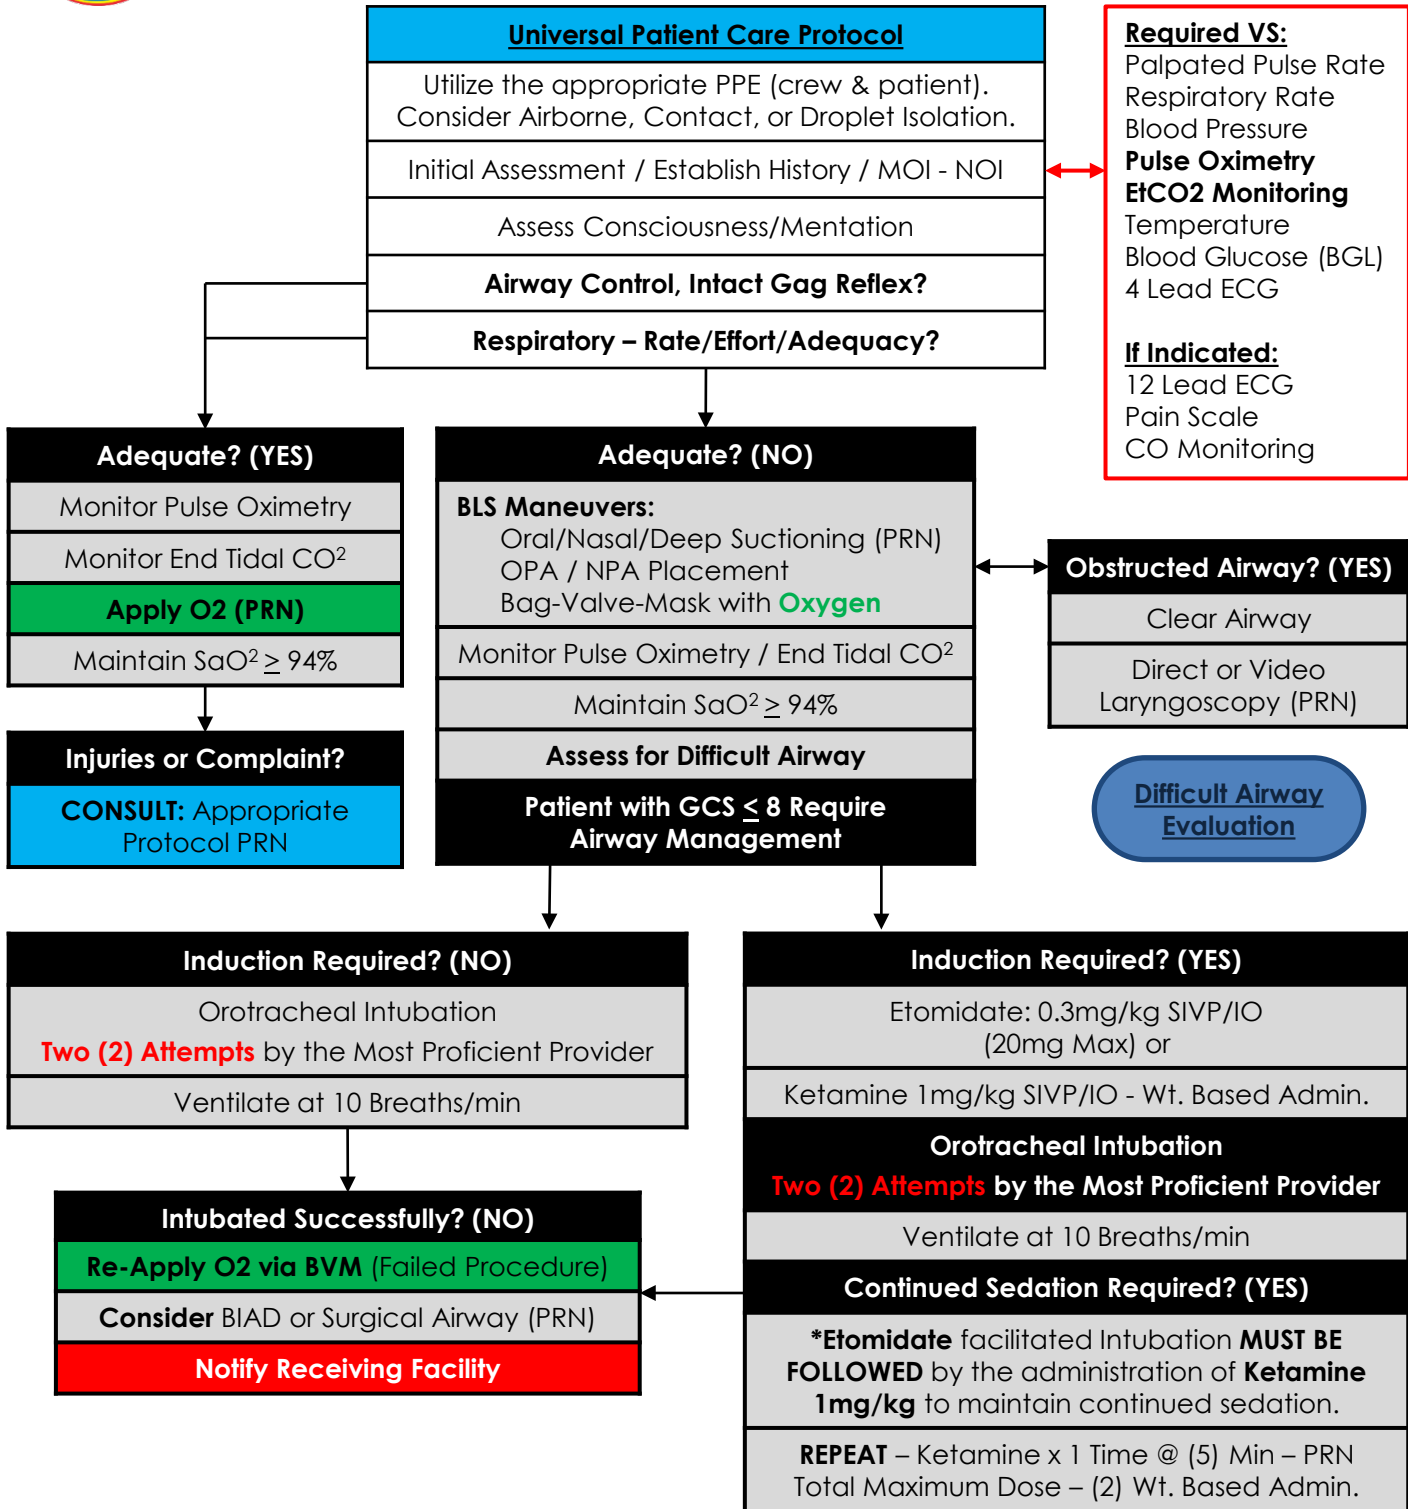 Universal Patient Care Protocol
Utilize the appropriate PPE (crew & patient).
Consider Airborne, Contact, or Droplet Isolation.
Initial Assessment / Establish History / MOI - NOI
Assess Consciousness/Mentation
Airway Control, Intact Gag Reflex?
Respiratory – Rate/Effort/Adequacy?
Required VS:
Palpated Pulse Rate
Respiratory Rate
Blood Pressure
Pulse Oximetry
EtCO2 Monitoring
Temperature
Blood Glucose (BGL)
4 Lead ECG
If Indicated:
12 Lead ECG
Pain Scale
CO Monitoring
Adequate? (YES)
Monitor Pulse Oximetry
Monitor End Tidal CO²
Apply O2 (PRN)
Maintain SaO² ≥ 94%
Injuries or Complaint?
CONSULT: Appropriate
Protocol PRN
Adequate? (NO)
BLS Maneuvers:
Oral/Nasal/Deep Suctioning (PRN)
OPA / NPA Placement
Bag-Valve-Mask with Oxygen
Monitor Pulse Oximetry / End Tidal CO²
Maintain SaO² ≥ 94%
Assess for Difficult Airway
Patient with GCS ≤ 8 Require
Airway Management
Obstructed Airway? (YES)
Clear Airway
Direct or Video
Laryngoscopy (PRN)
Difficult Airway
Evaluation
Induction Required? (NO)
Orotracheal Intubation
Two (2) Attempts by the Most Proficient Provider
Ventilate at 10 Breaths/min
Intubated Successfully? (NO)
Re-Apply O2 via BVM (Failed Procedure)
Consider BIAD or Surgical Airway (PRN)
Notify Receiving Facility
Induction Required? (YES)
Etomidate: 0.3mg/kg SIVP/IO
(20mg Max) or
Ketamine 1mg/kg SIVP/IO - Wt. Based Admin.
Orotracheal Intubation
Two (2) Attempts by the Most Proficient Provider
Ventilate at 10 Breaths/min
Continued Sedation Required? (YES)
*Etomidate facilitated Intubation MUST BE
FOLLOWED by the administration of Ketamine
1mg/kg to maintain continued sedation.
REPEAT – Ketamine x 1 Time @ (5) Min – PRN
Total Maximum Dose – (2) Wt. Based Admin.